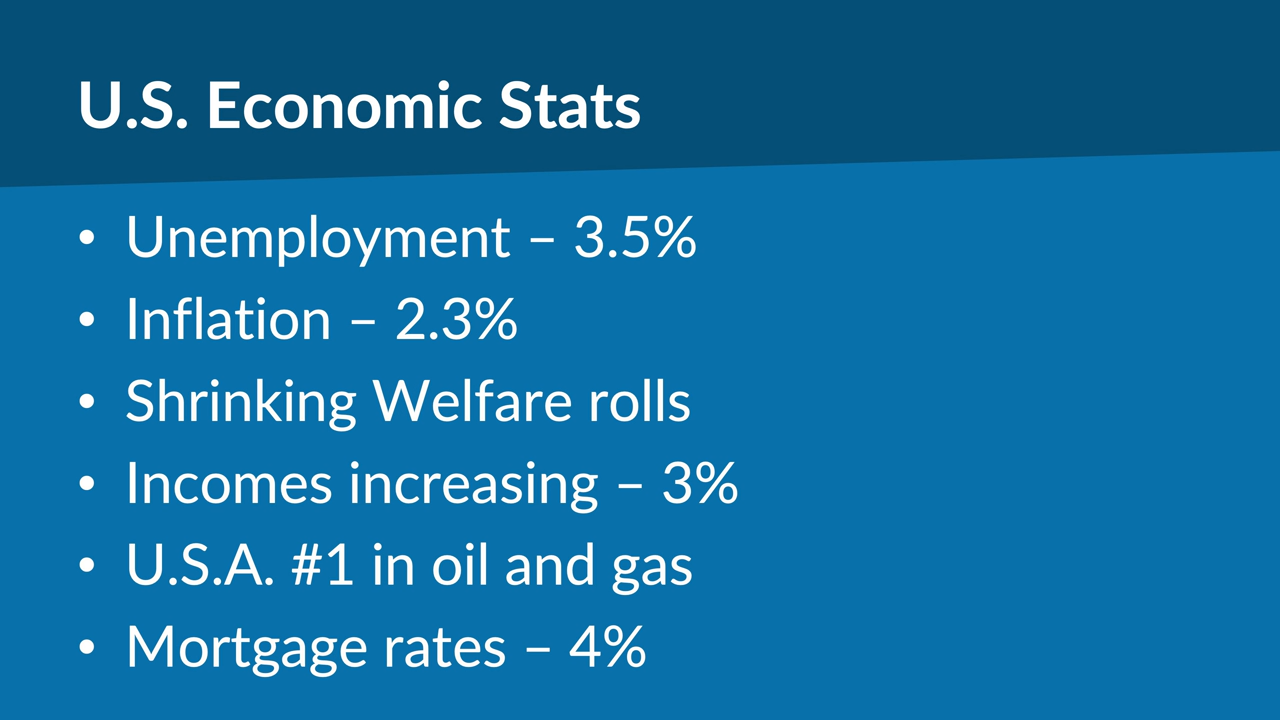 U.S. Economic Stats
• Unemployment – 3.5%
• Inflation – 2.3%
• Shrinking Welfare rolls
• Incomes increasing – 3%
• U.S.A. #1 in oil and gas
• Mortgage rates – 4%